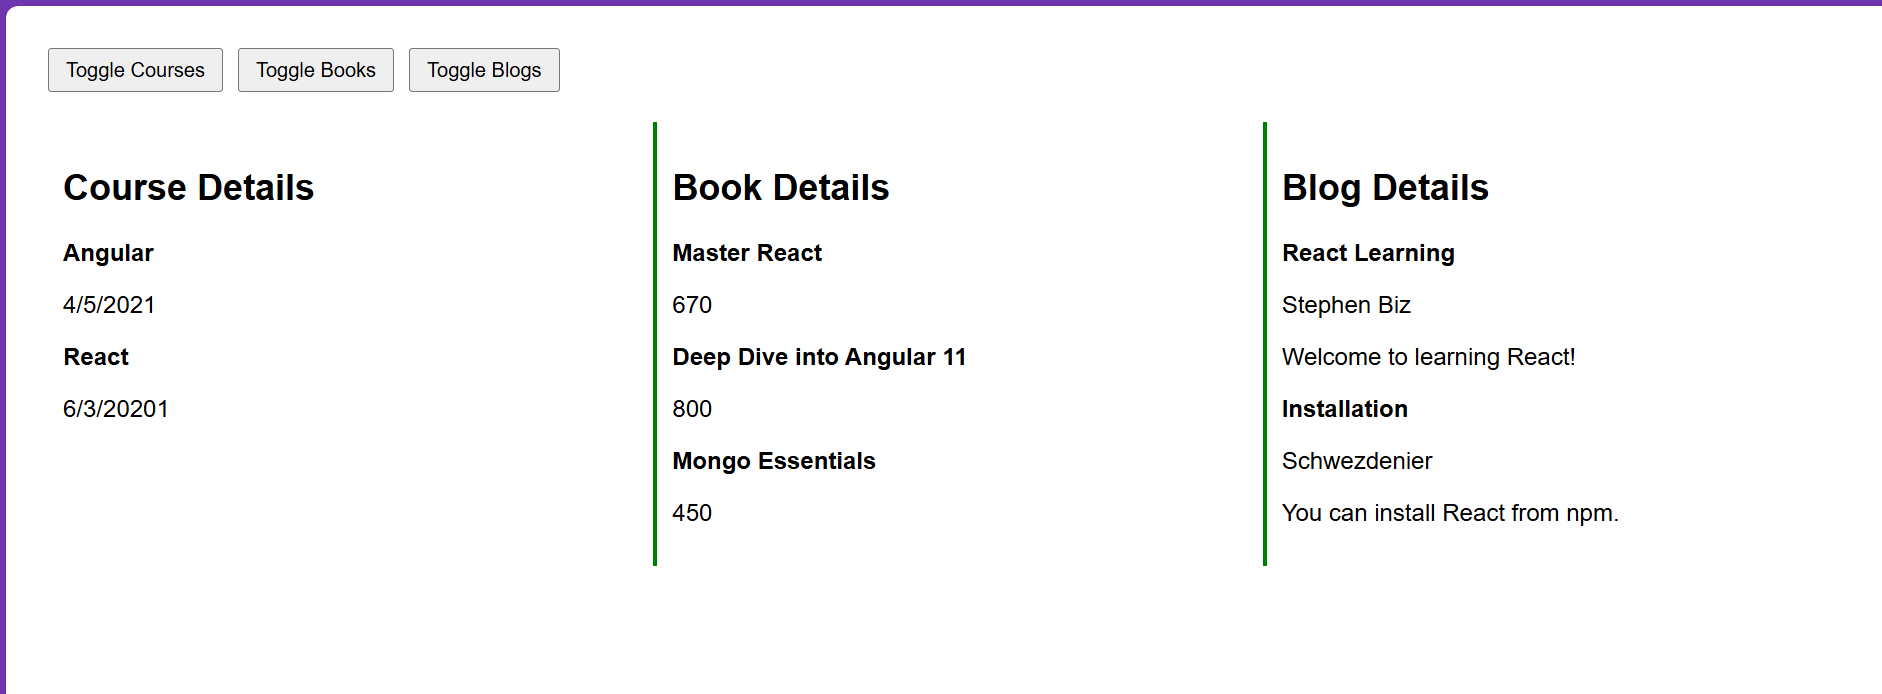 Toggle Courses Toggle Books Toggle Blogs
Course Details
Angular
4/5/2021
React
6/3/20201
Book Details
Master React
670
Deep Dive into Angular 11
800
Mongo Essentials
450
Blog Details
React Learning
Stephen Biz
Welcome to learning React!
Installation
Schwezdenier
You can install React from npm.